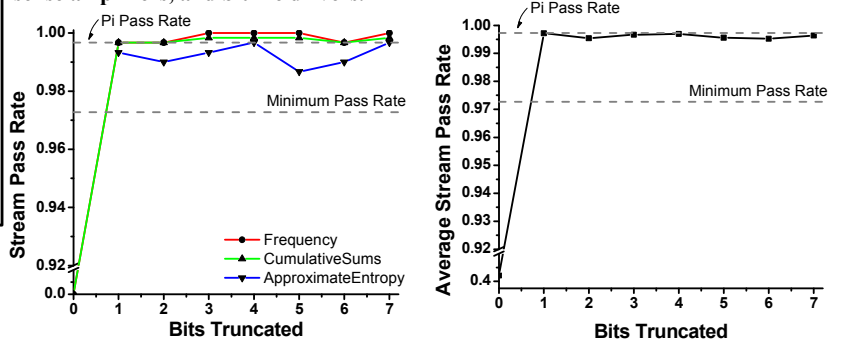 Pi Pass Rate
1.00
0.98
0.96
0.94
0.92
0.0
Stream Pass Rate
Minimum Pass Rate
Frequency
CumulativeSums
ApproximateEntropy
0 1 2 3 4 5 6 7
Bits Truncated
Pi Pass Rate
1.00
0.99
0.98
0.97
0.96
0.95
0.94
0.93
0.92
0.4
Average Stream Pass Rate
Minimum Pass Rate
0 1 2 3 4 5 6 7
Bits Truncated